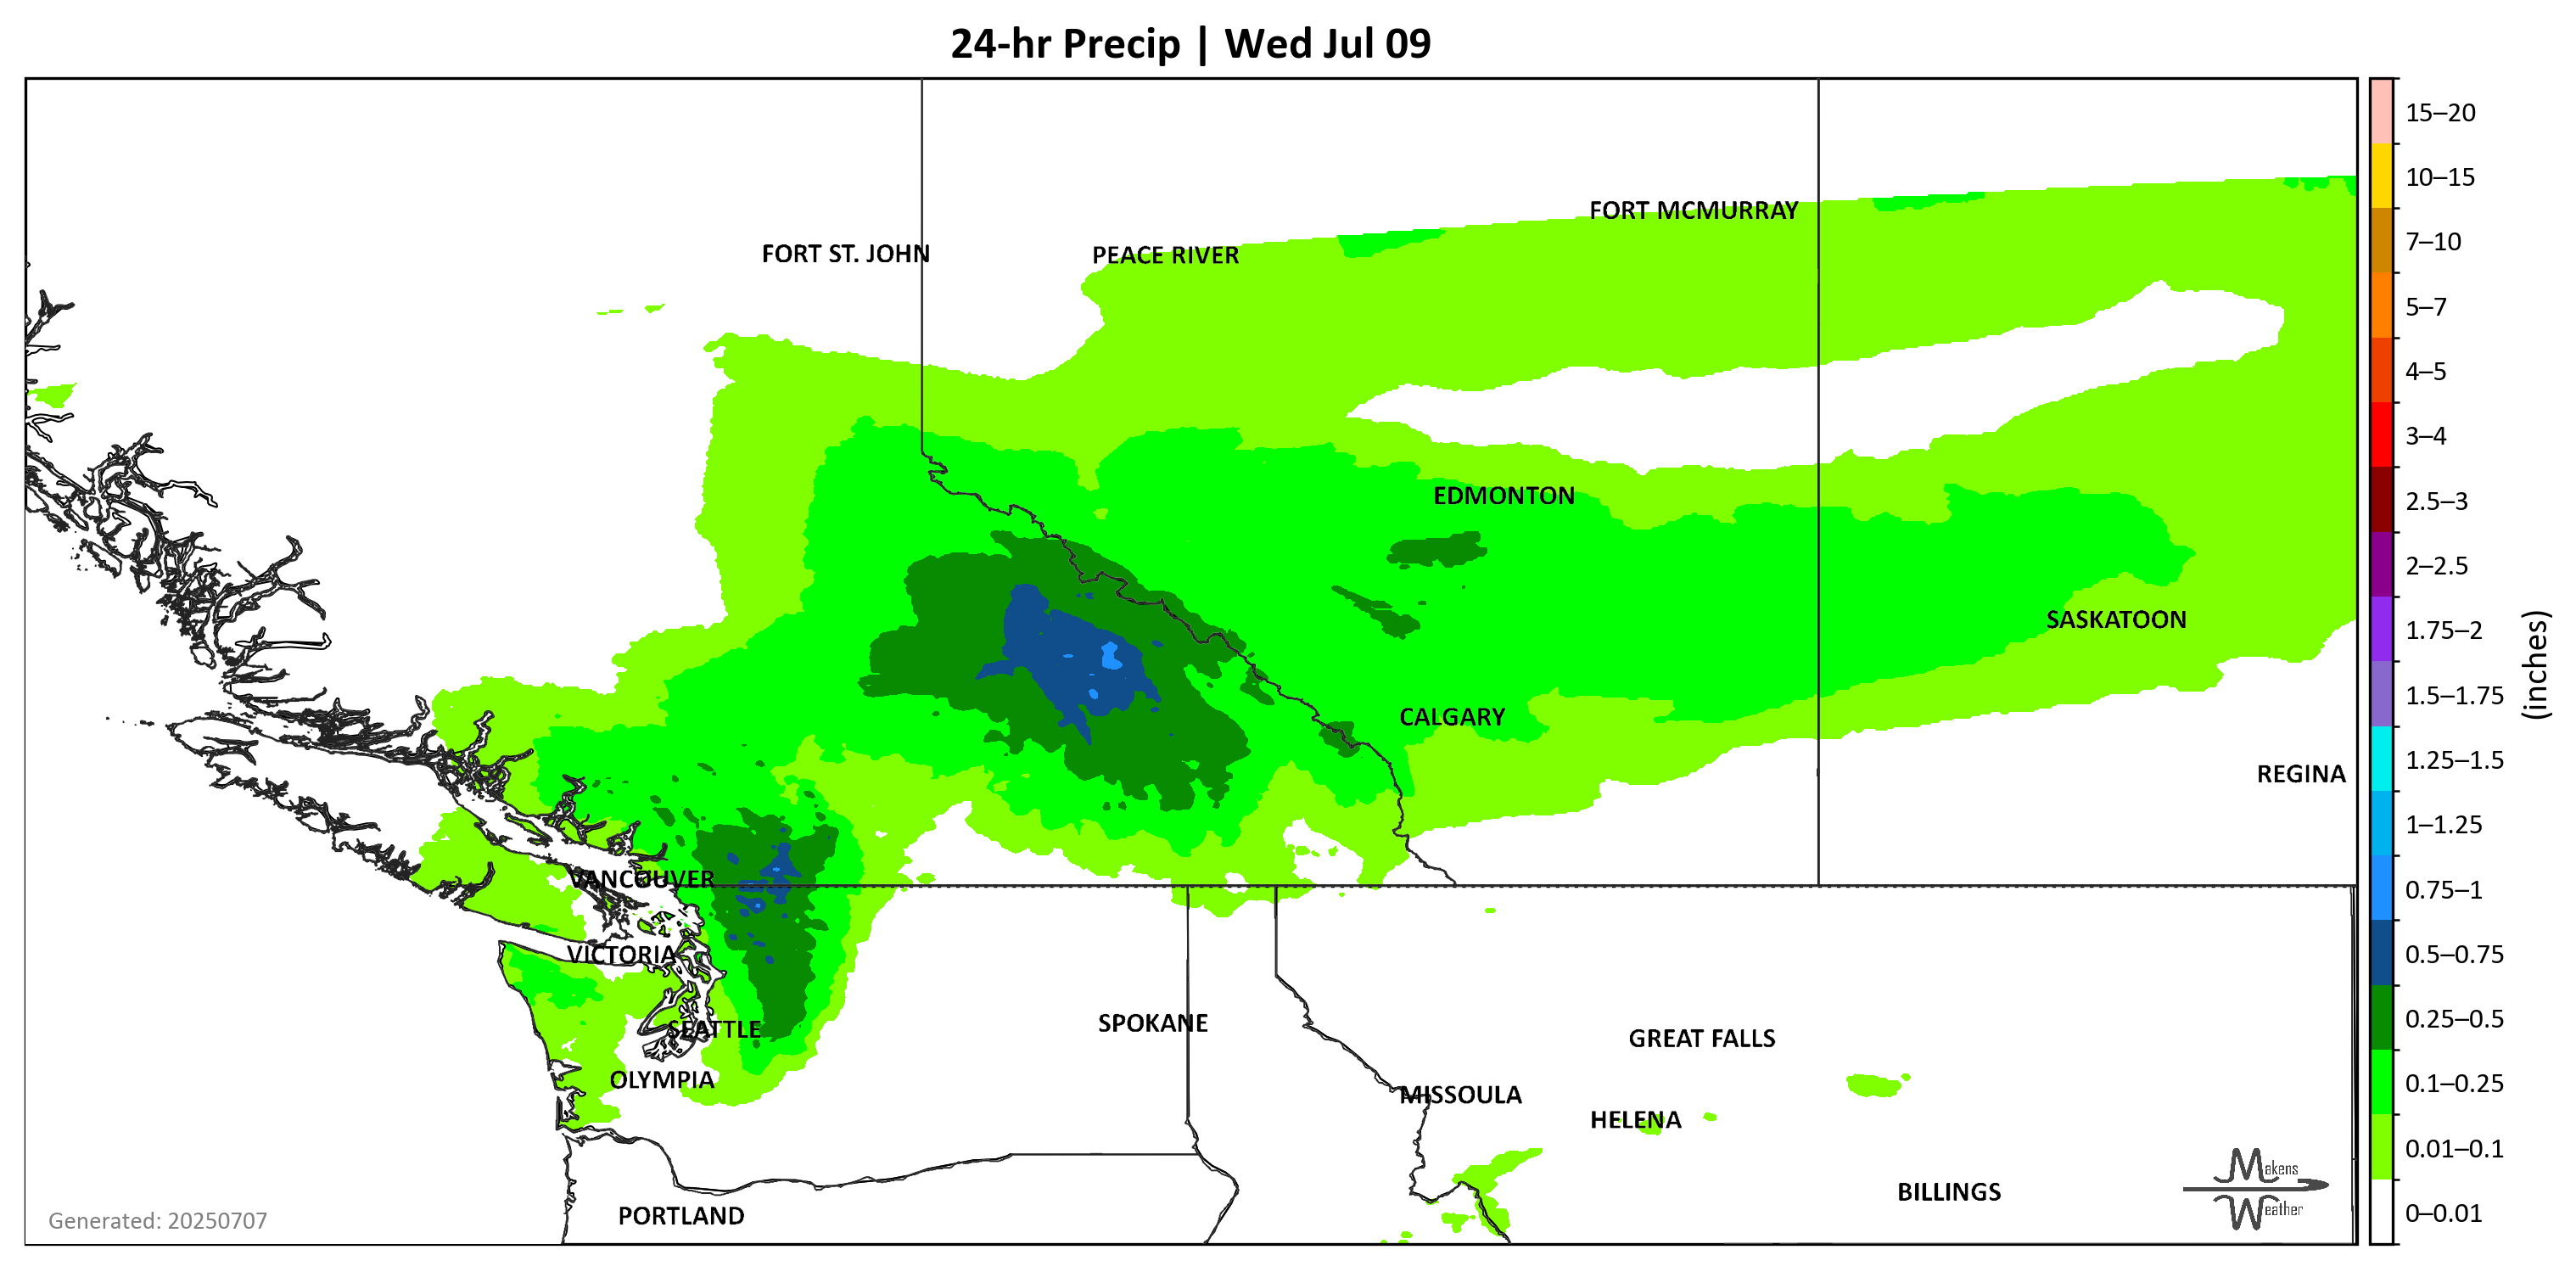 24-hr Precip | Wed Jul 09
15–20
10–15
7–10
5–7
4–5
3–4
2.5–3
2–2.5
1.75–2
1.5–1.75
1.25–1.5
1–1.25
0.75–1
0.5–0.75
0.25–0.5
0.1–0.25
0.01–0.1
0–0.01
(inches)
FORT MCMURRAY
FORT ST. JOHN
PEACE RIVER
EDMONTON
SASKATOON
CALGARY
REGINA
VANCOUVER
VICTORIA
SEATTLE
SPOKANE
GREAT FALLS
OLYMPIA
MISSOULA
HELENA
BILLINGS
PORTLAND
Makens
Weather
Generated: 20250707